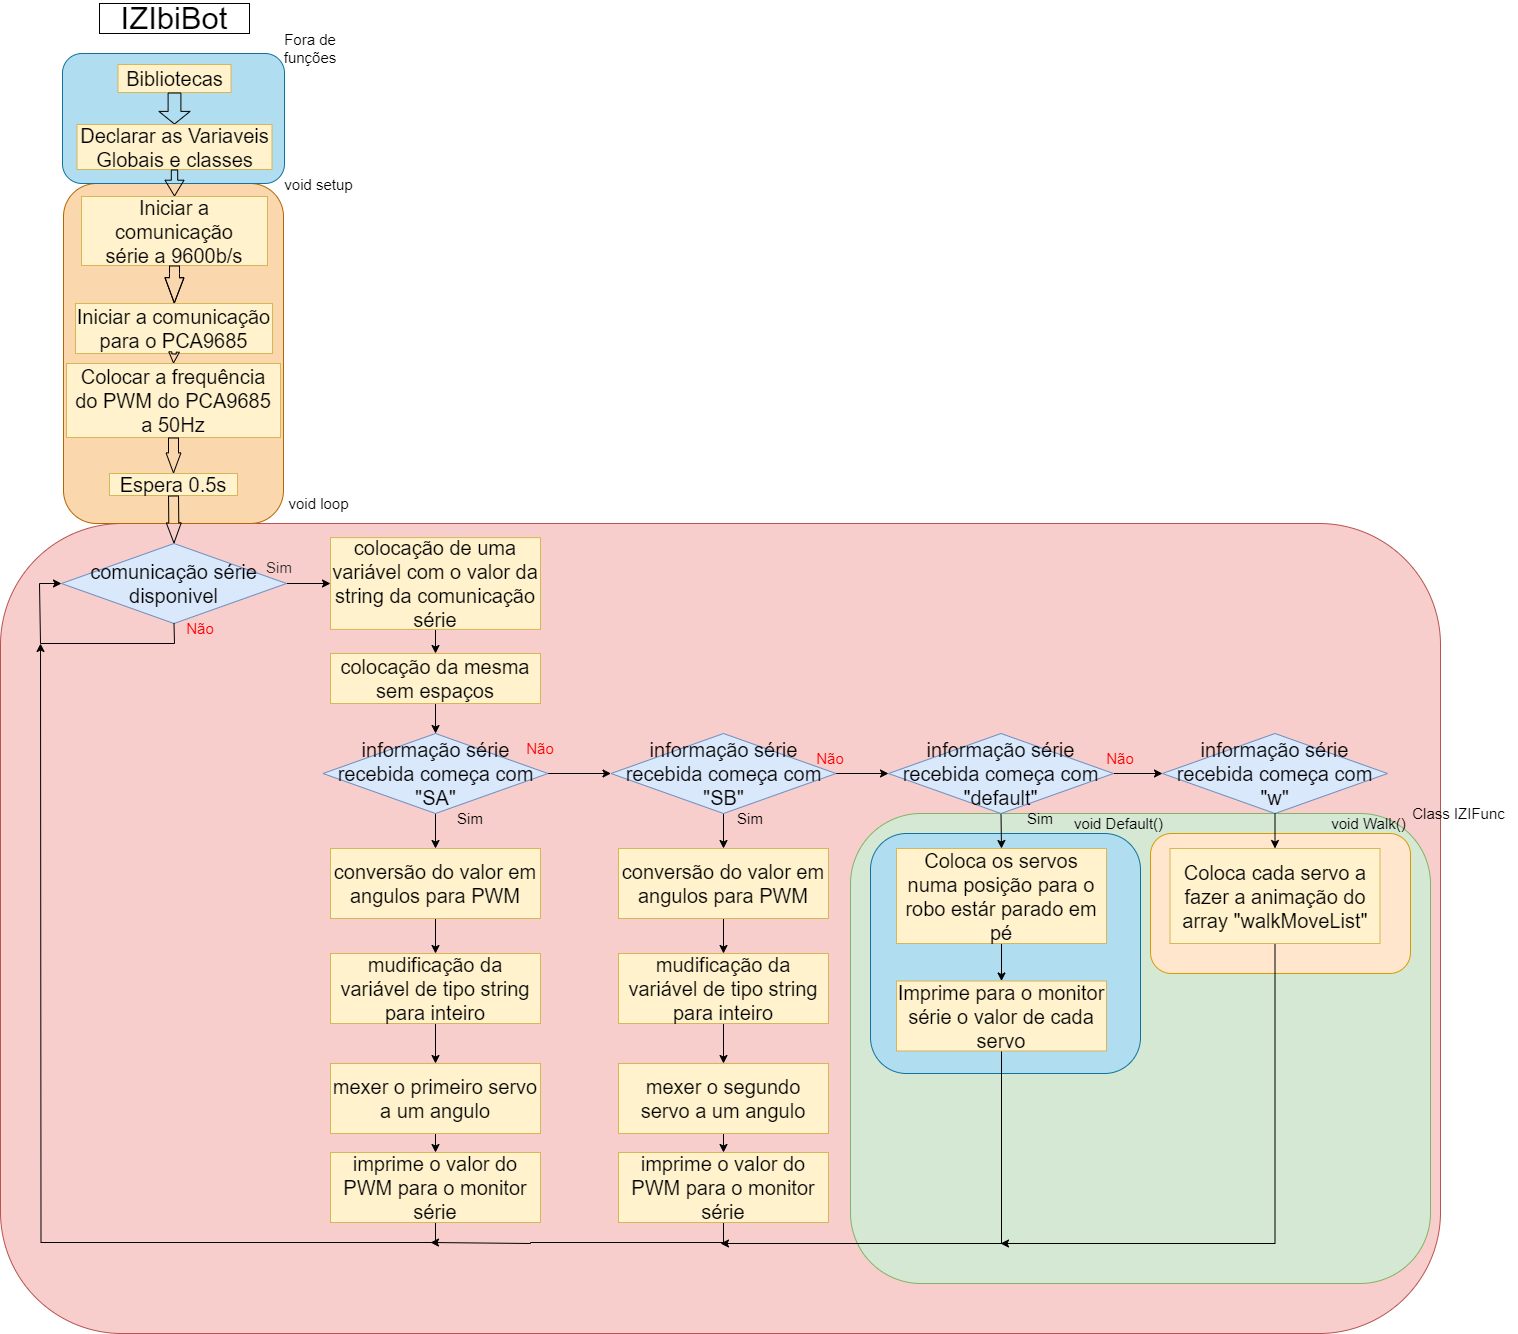 IZIbiBot
Fora de
funções
Bibliotecas
Declarar as Variaveis
Globais e classes
void setup
Iniciar a
comunicação
série a 9600b/s
Iniciar a comunicação
para o PCA9685
Colocar a frequência
do PWM do PCA9685
a 50Hz
Espera 0.5s
void loop
comunicação série
disponivel
Sim
Não
colocação de uma
variável com o valor da
string da comunicação
série
colocação da mesma
sem espaços
informação série
recebida começa com
"SA"
Não
Sim
informação série
recebida começa com
"SB"
Não
Sim
informação série
recebida começa com
"default"
Não
Sim
informação série
recebida começa com
"w"
Class IZIFunc
void Default()
void Walk()
conversão do valor em
angulos para PWM
mudificação da
variável de tipo string
para inteiro
mexer o primeiro servo
a um angulo
imprime o valor do
PWM para o monitor
série
conversão do valor em
angulos para PWM
mudificação da
variável de tipo string
para inteiro
mexer o segundo
servo a um angulo
imprime o valor do
PWM para o monitor
série
Coloca os servos
numa posição para o
robo estár parado em
pé
Imprime para o monitor
série o valor de cada
servo
Coloca cada servo a
fazer a animação do
array "walkMoveList"